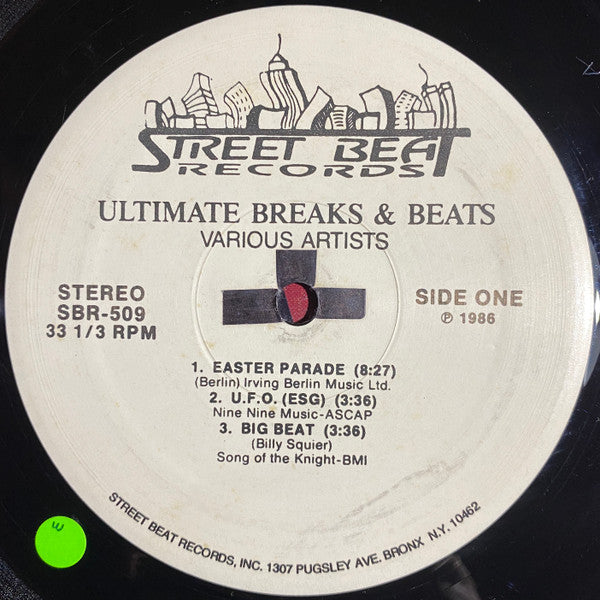 STREET BEAT
RECORDS
ULTIMATE BREAKS & BEATS
VARIOUS ARTISTS
STEREO
SBR-509
33 1/3 RPM
SIDE ONE
℗ 1986
1. EASTER PARADE (8:27)
(Berlin) Irving Berlin Music Ltd.
2. U.F.O. (ESG) (3:36)
Nine Nine Music-ASCAP
3. BIG BEAT (3:36)
(Billy Squier)
Song of the Knight-BMI
STREET BEAT RECORDS, INC. 1307 PUGSLEY AVE. BRONX N.Y, 10462
W